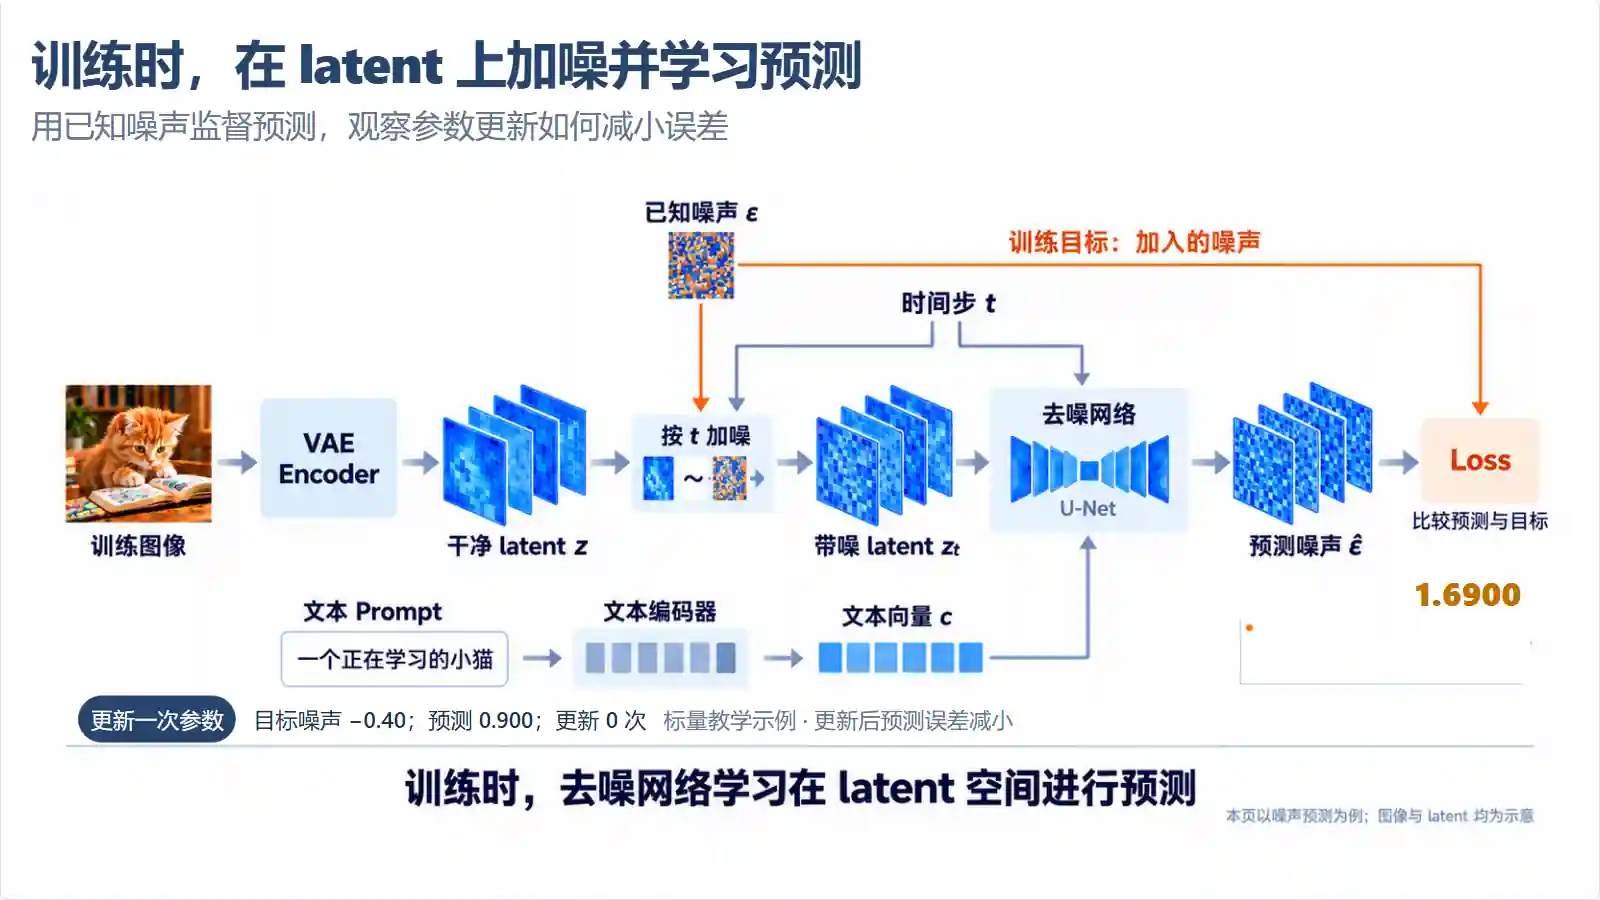 训练时，在 latent 上加噪并学习预测
用已知噪声监督预测，观察参数更新如何减小误差
已知噪声 ε
训练目标：加入的噪声
时间步 t
训练图像
VAE
Encoder
干净 latent z
按 t 加噪
~
带噪 latent zₜ
去噪网络
U-Net
预测噪声 ε̂
Loss
比较预测与目标
1.6900
文本 Prompt
一个正在学习的小猫
文本编码器
文本向量 c
更新一次参数
目标噪声 −0.40；预测 0.900；更新 0 次 标量教学示例 · 更新后预测误差减小
训练时，去噪网络学习在 latent 空间进行预测
本页以噪声预测为例；图像与 latent 均为示意